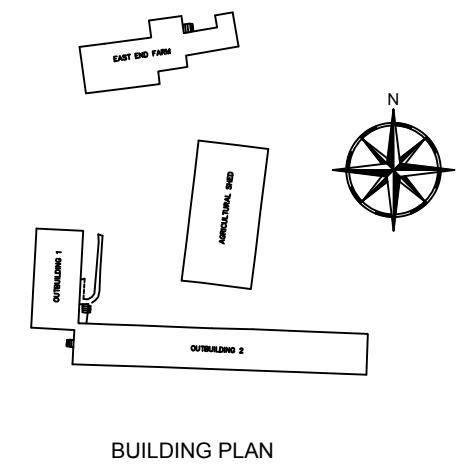 EAST END FARM
N
AGRICULTURAL SHED
OUTBUILDING 1
OUTBUILDING 2
BUILDING PLAN